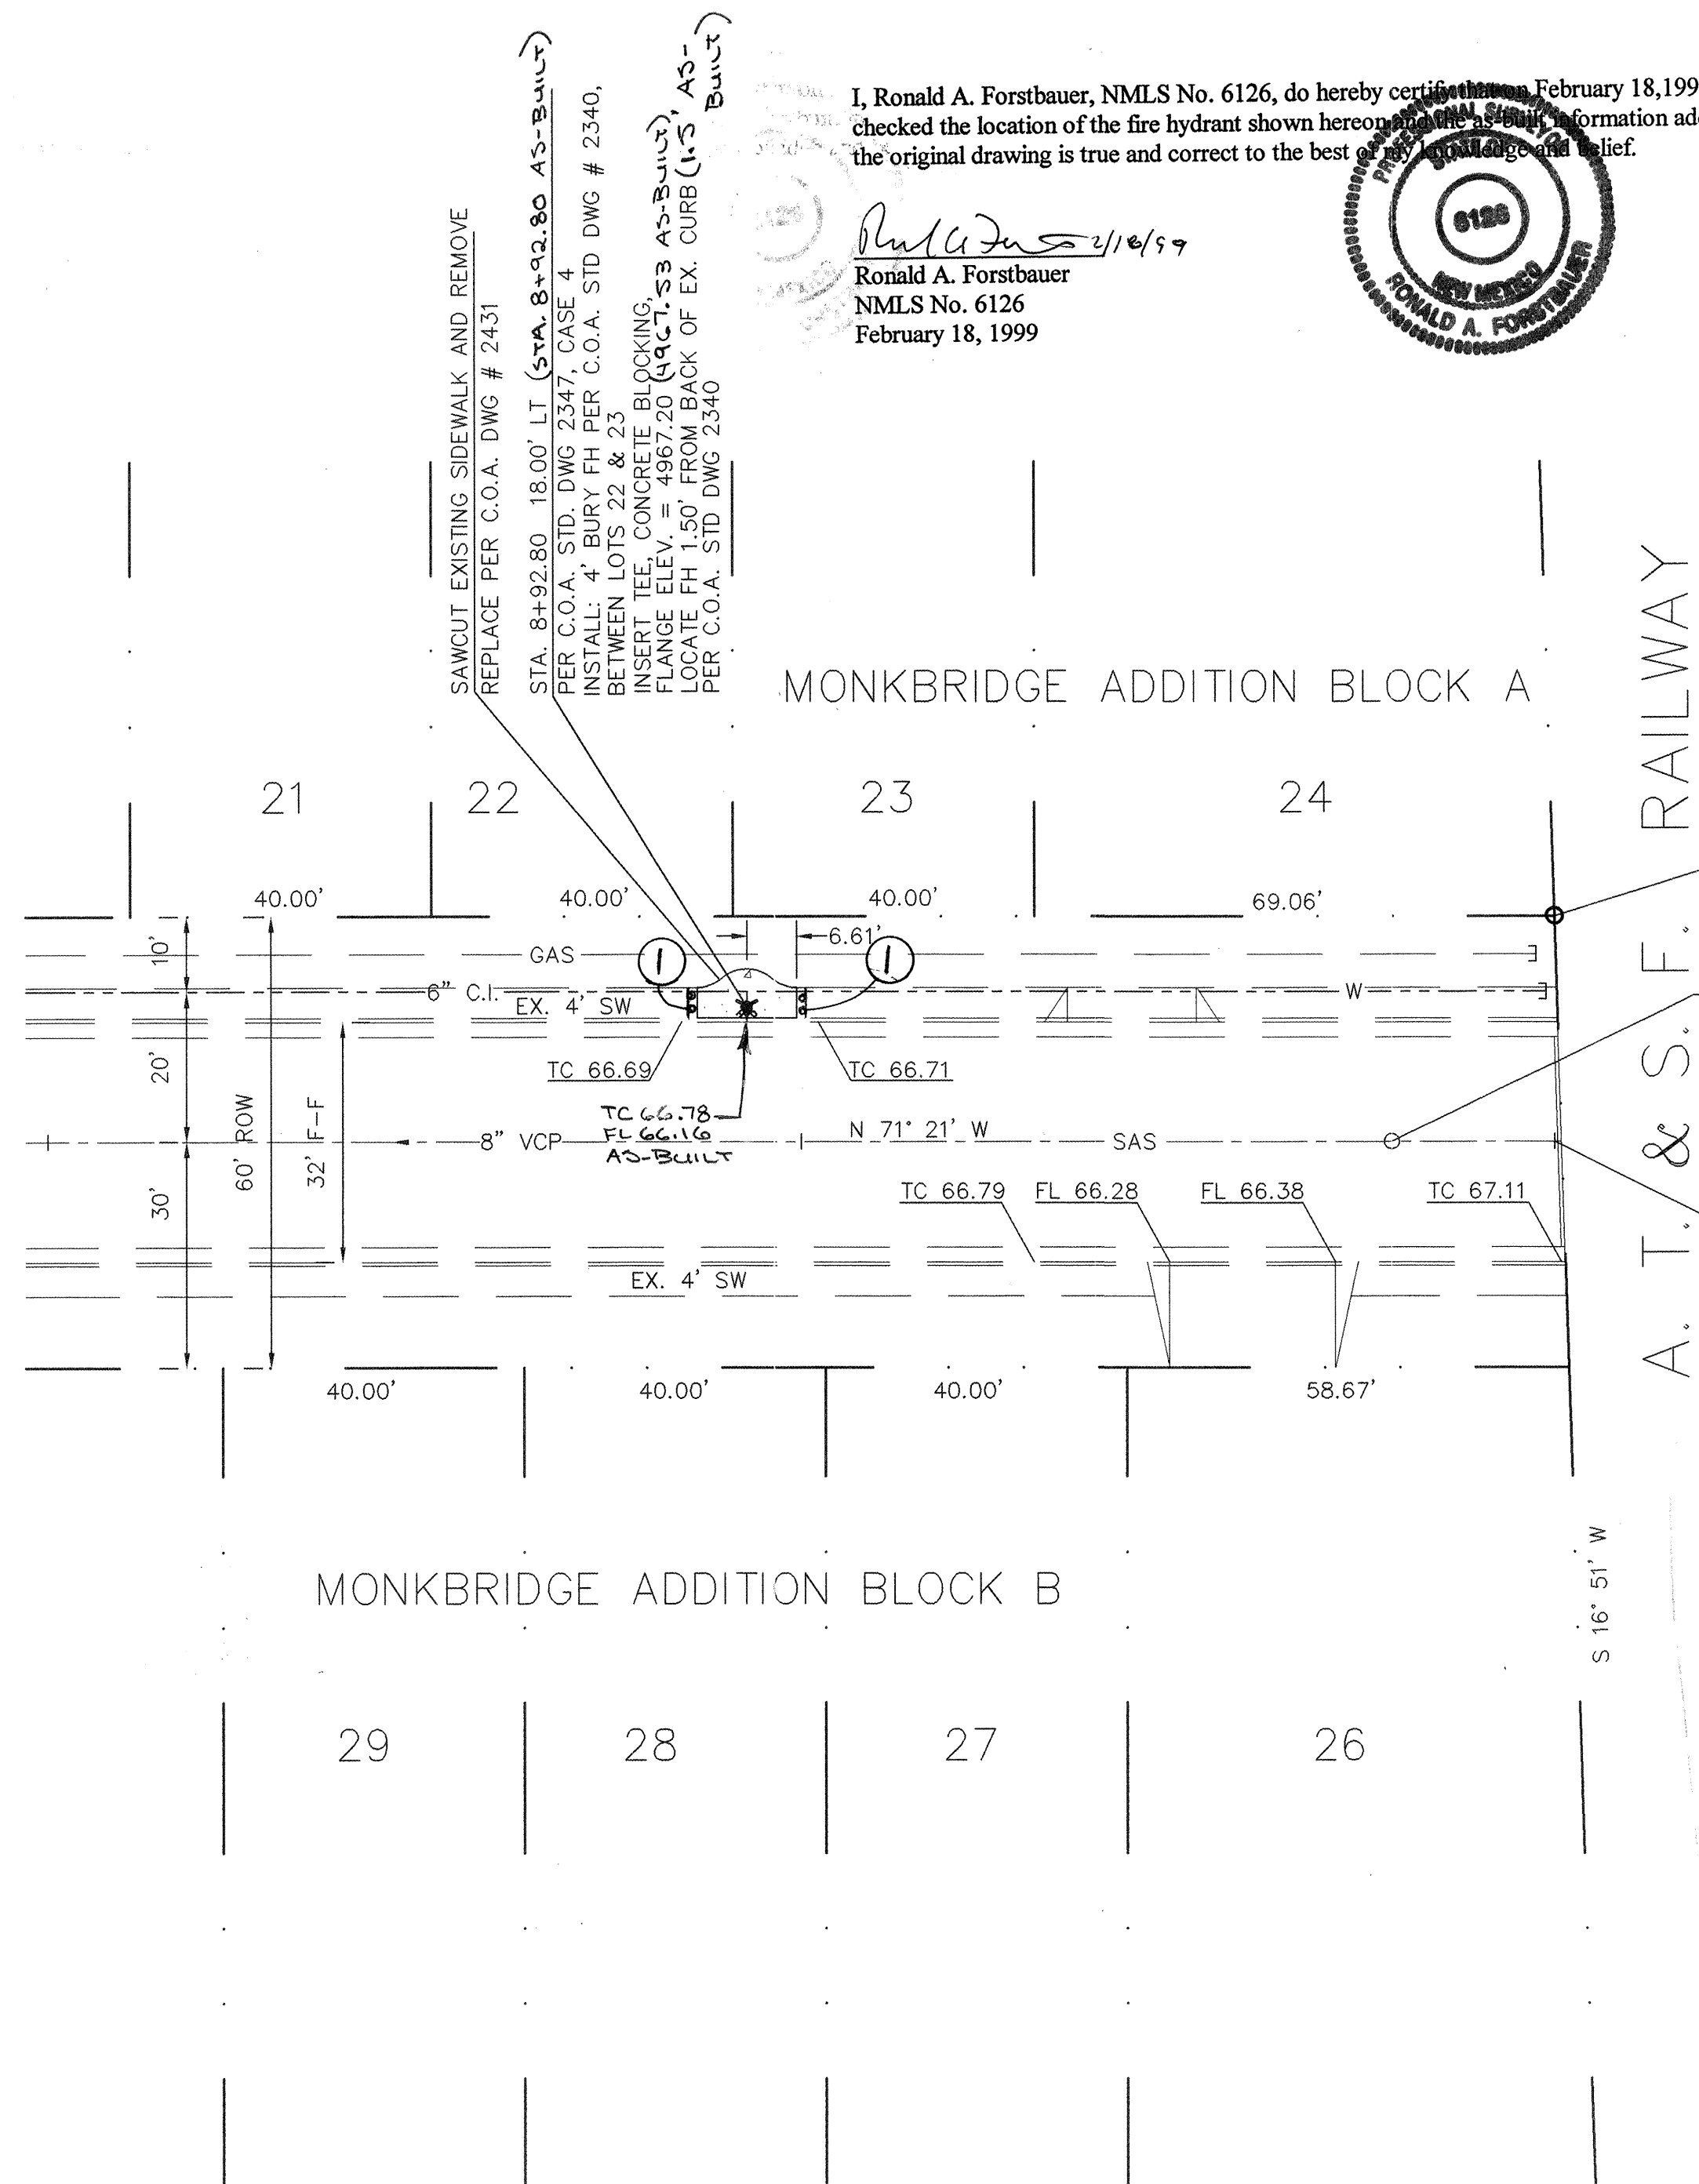 I, Ronald A. Forstbauer, NMLS No. 6126, do hereby certify that on February 18,199
checked the location of the fire hydrant shown hereon and the as-built information ad
the original drawing is true and correct to the best of my knowledge and belief.
2/18/99
Ronald A. Forstbauer
NMLS No. 6126
February 18, 1999
PROFESSIONAL SURVEYOR
RONALD A. FORSTBAUER
NEW MEXICO
6126
SAWCUT EXISTING SIDEWALK AND REMOVE
REPLACE PER C.O.A. DWG # 2431
STA. 8+92.80 18.00' LT (STA. 8+92.80 AS-BUILT)
PER C.O.A. STD. DWG 2347, CASE 4
INSTALL: 4' BURY FH PER C.O.A. STD DWG # 2340,
BETWEEN LOTS 22 & 23
INSERT TEE, CONCRETE BLOCKING,
FLANGE ELEV. = 4967.20 (4967.53 AS-BUILT),
LOCATE FH 1.50' FROM BACK OF EX. CURB (1.5', AS-
BUILT)
PER C.O.A. STD DWG 2340
MONKBRIDGE ADDITION BLOCK A
21
22
23
24
40.00'
40.00'
40.00'
69.06'
10'
GAS
1
6.61'
1
6" C.I.
EX. 4' SW
W
20'
TC 66.69
TC 66.71
60' ROW
32' F-F
TC 66.78
FL 66.16
AS-BUILT
8" VCP
N 71° 21' W
SAS
30'
TC 66.79
FL 66.28
FL 66.38
TC 67.11
EX. 4' SW
40.00'
40.00'
40.00'
58.67'
A. T. & S. F. RAILWAY
S 16° 51' W
MONKBRIDGE ADDITION BLOCK B
29
28
27
26